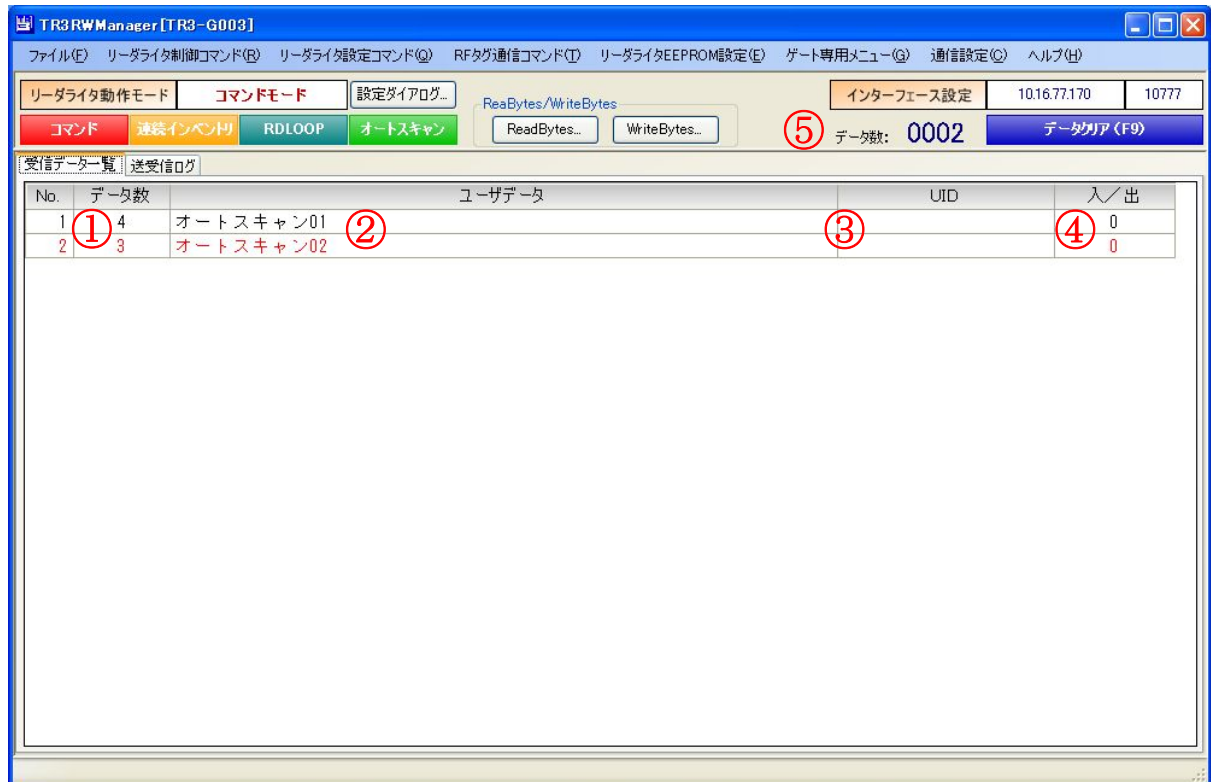 TR3RWManager[TR3-G003]
ファイル(F) リーダライタ制御コマンド(R) リーダライタ設定コマンド(Q) RFタグ通信コマンド(T) リーダライタEEPROM設定(E) ゲート専用メニュー(G) 通信設定(C) ヘルプ(H)
リーダライタ動作モード コマンドモード 設定ダイアログ... ReaBytes/WriteBytes インターフェース設定 10.16.77.170 10777
コマンド 連続インベントリ RDLOOP オートスキャン ReadBytes... WriteBytes... ⑤ データ数: 0002 データクリア(F9)
受信データ一覧 送受信ログ
No. データ数 ユーザデータ UID 入/出
1 4 オートスキャン01 0
① ② ③ ④
2 3 オートスキャン02 0